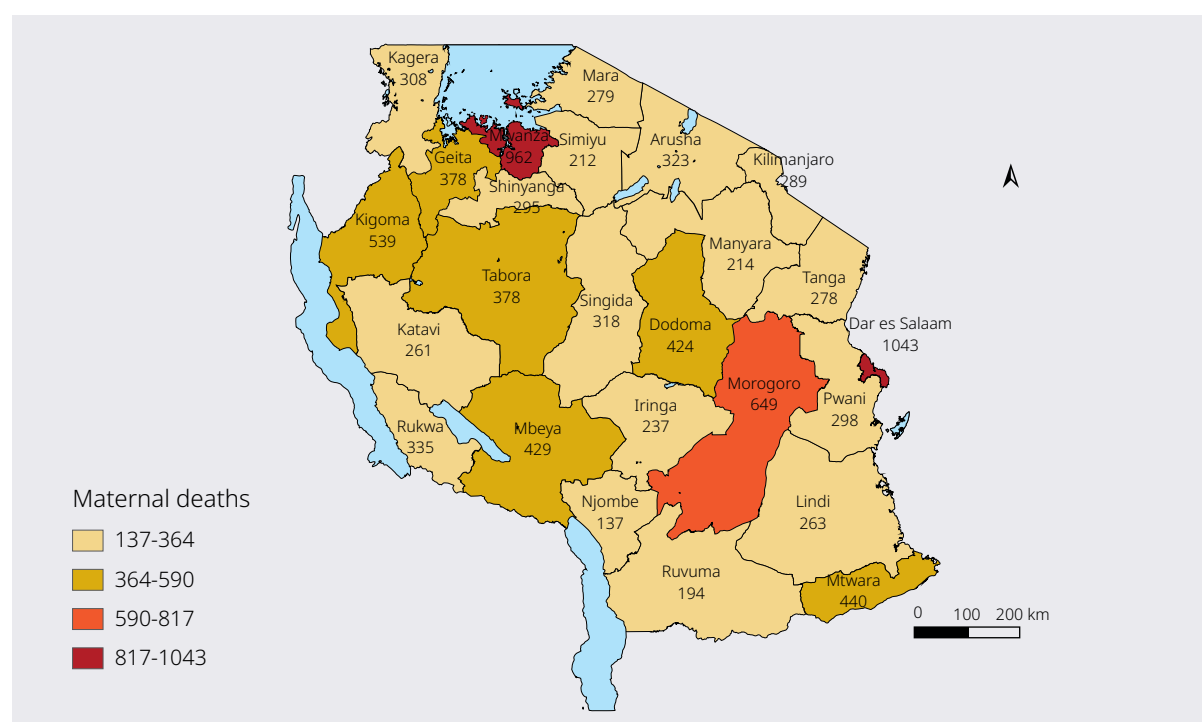 Kagera
308
Mara
279
Mwanza
962
Simiyu
212
Arusha
323
Kilimanjaro
289
Geita
378
Shinyanga
295
Kigoma
539
Tabora
378
Manyara
214
Tanga
278
Singida
318
Dodoma
424
Katavi
261
Dar es Salaam
1043
Morogoro
649
Pwani
298
Iringa
237
Rukwa
335
Mbeya
429
Njombe
137
Lindi
263
Ruvuma
194
Mtwara
440
Maternal deaths
137-364
364-590
590-817
817-1043
0 100 200 km